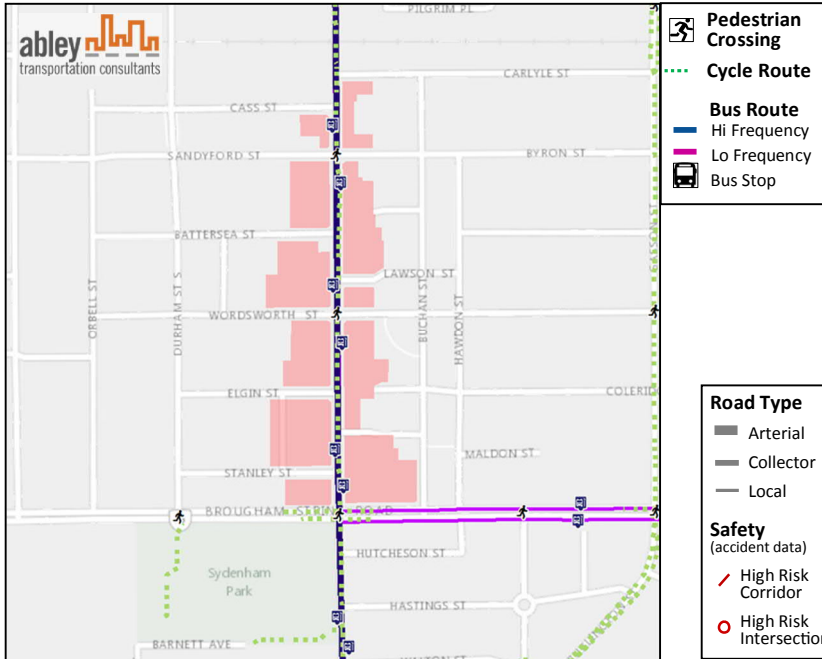 abley
transportation consultants
PILGRIM PL
CARLYLE ST
CASS ST
SANDYFORD ST
BYRON ST
BATTERSEA ST
LAWSON ST
ORBELL ST
DURHAM ST S
WORDSWORTH ST
BUCHAN ST
HAWDON ST
ELGIN ST
MALDON ST
STANLEY ST
BROUGHAM
ROAD
HUTCHESON ST
Sydenham
Park
HASTINGS ST
BARNETT AVE
Pedestrian
Crossing
Cycle Route
Bus Route
Hi Frequency
Lo Frequency
Bus Stop
Road Type
Arterial
Collector
Local
Safety
(accident data)
High Risk
Corridor
High Risk
Intersection